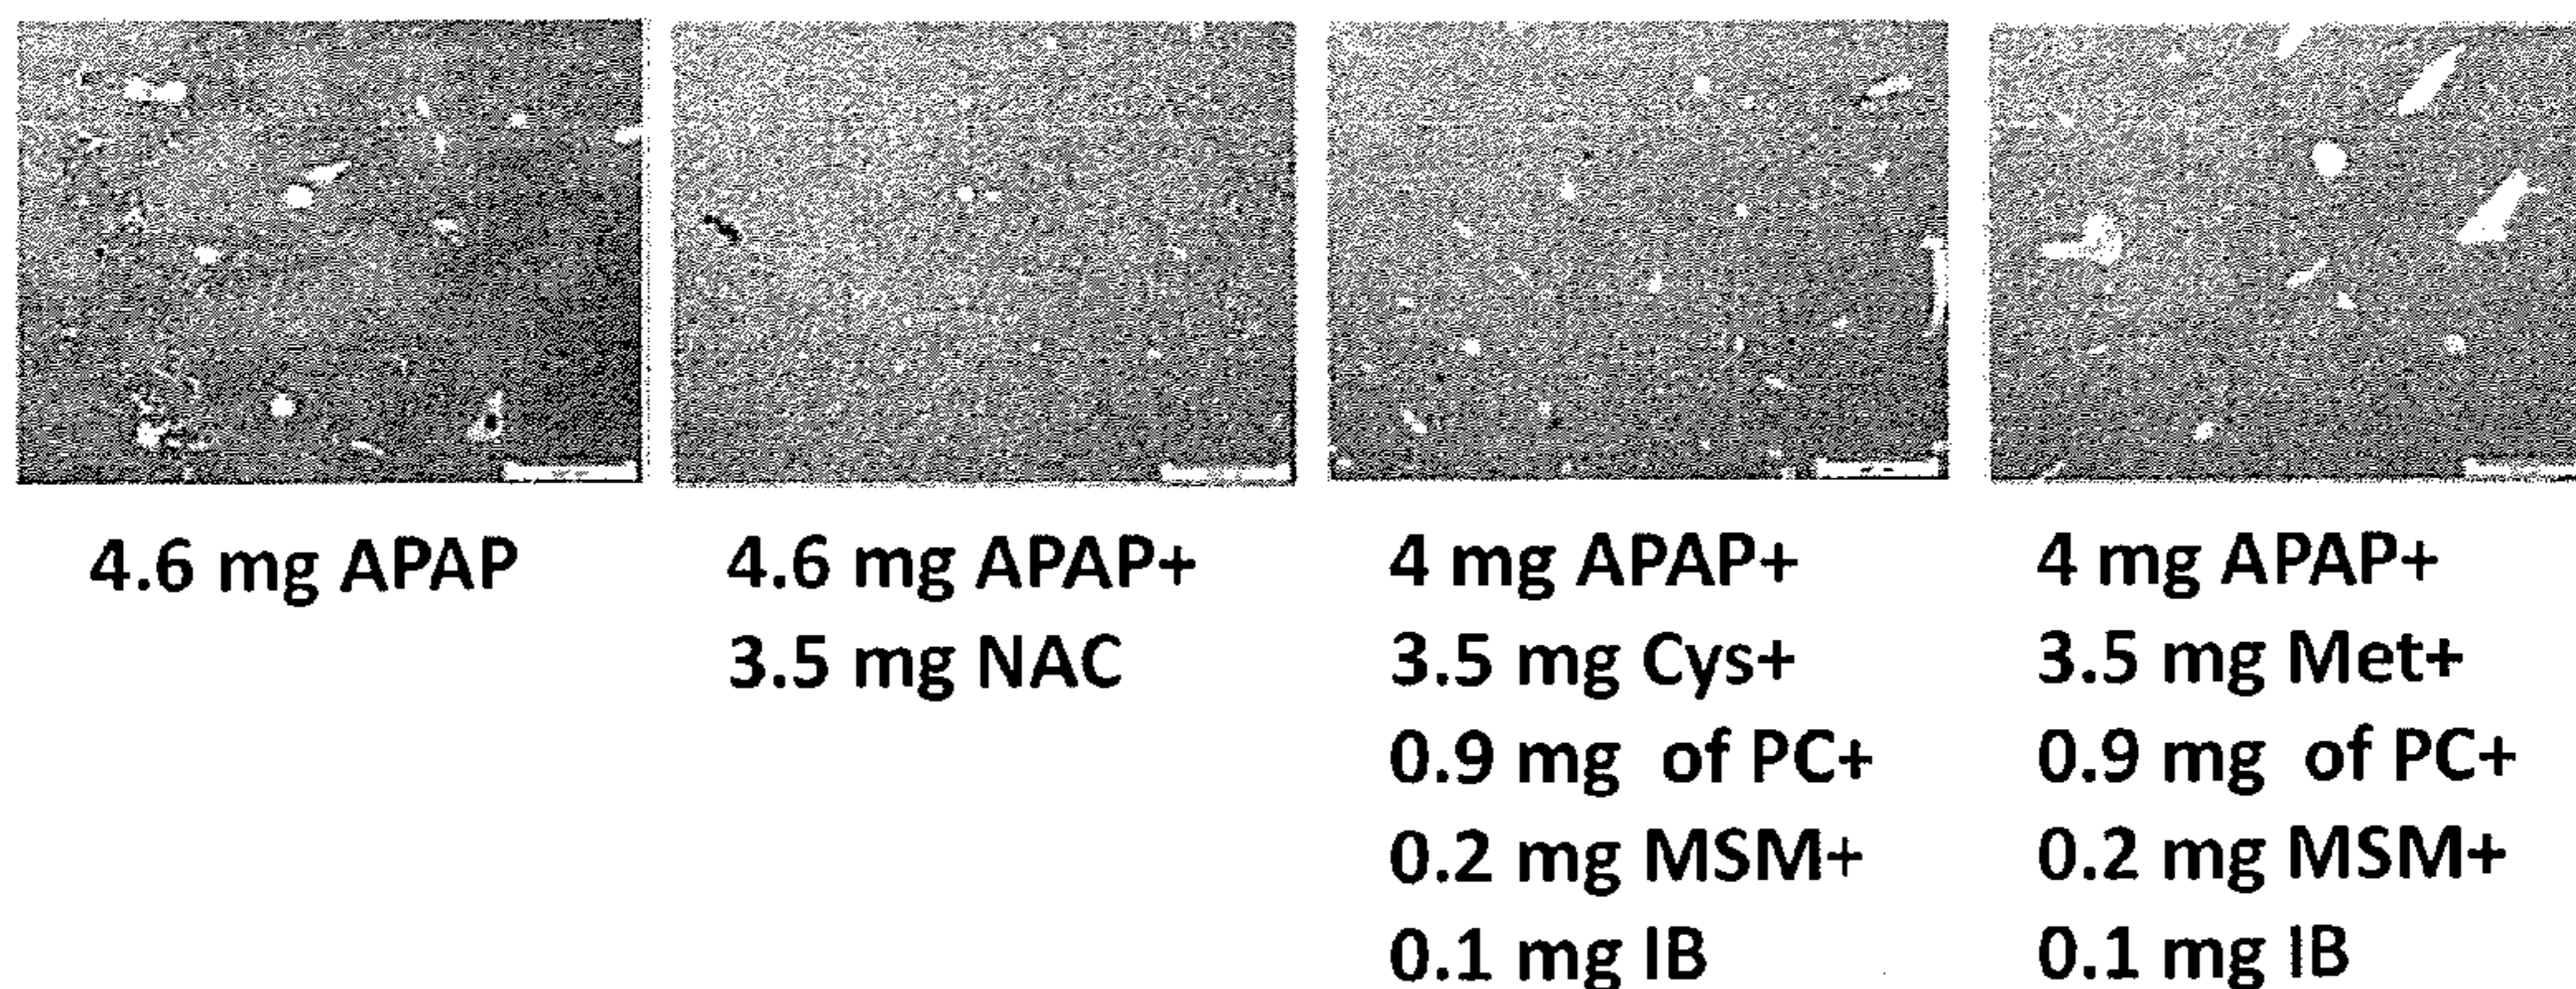 4.6 mg APAP
4.6 mg APAP+
3.5 mg NAC
4 mg APAP+
3.5 mg Cys+
0.9 mg of PC+
0.2 mg MSM+
0.1 mg IB
4 mg APAP+
3.5 mg Met+
0.9 mg of PC+
0.2 mg MSM+
0.1 mg IB